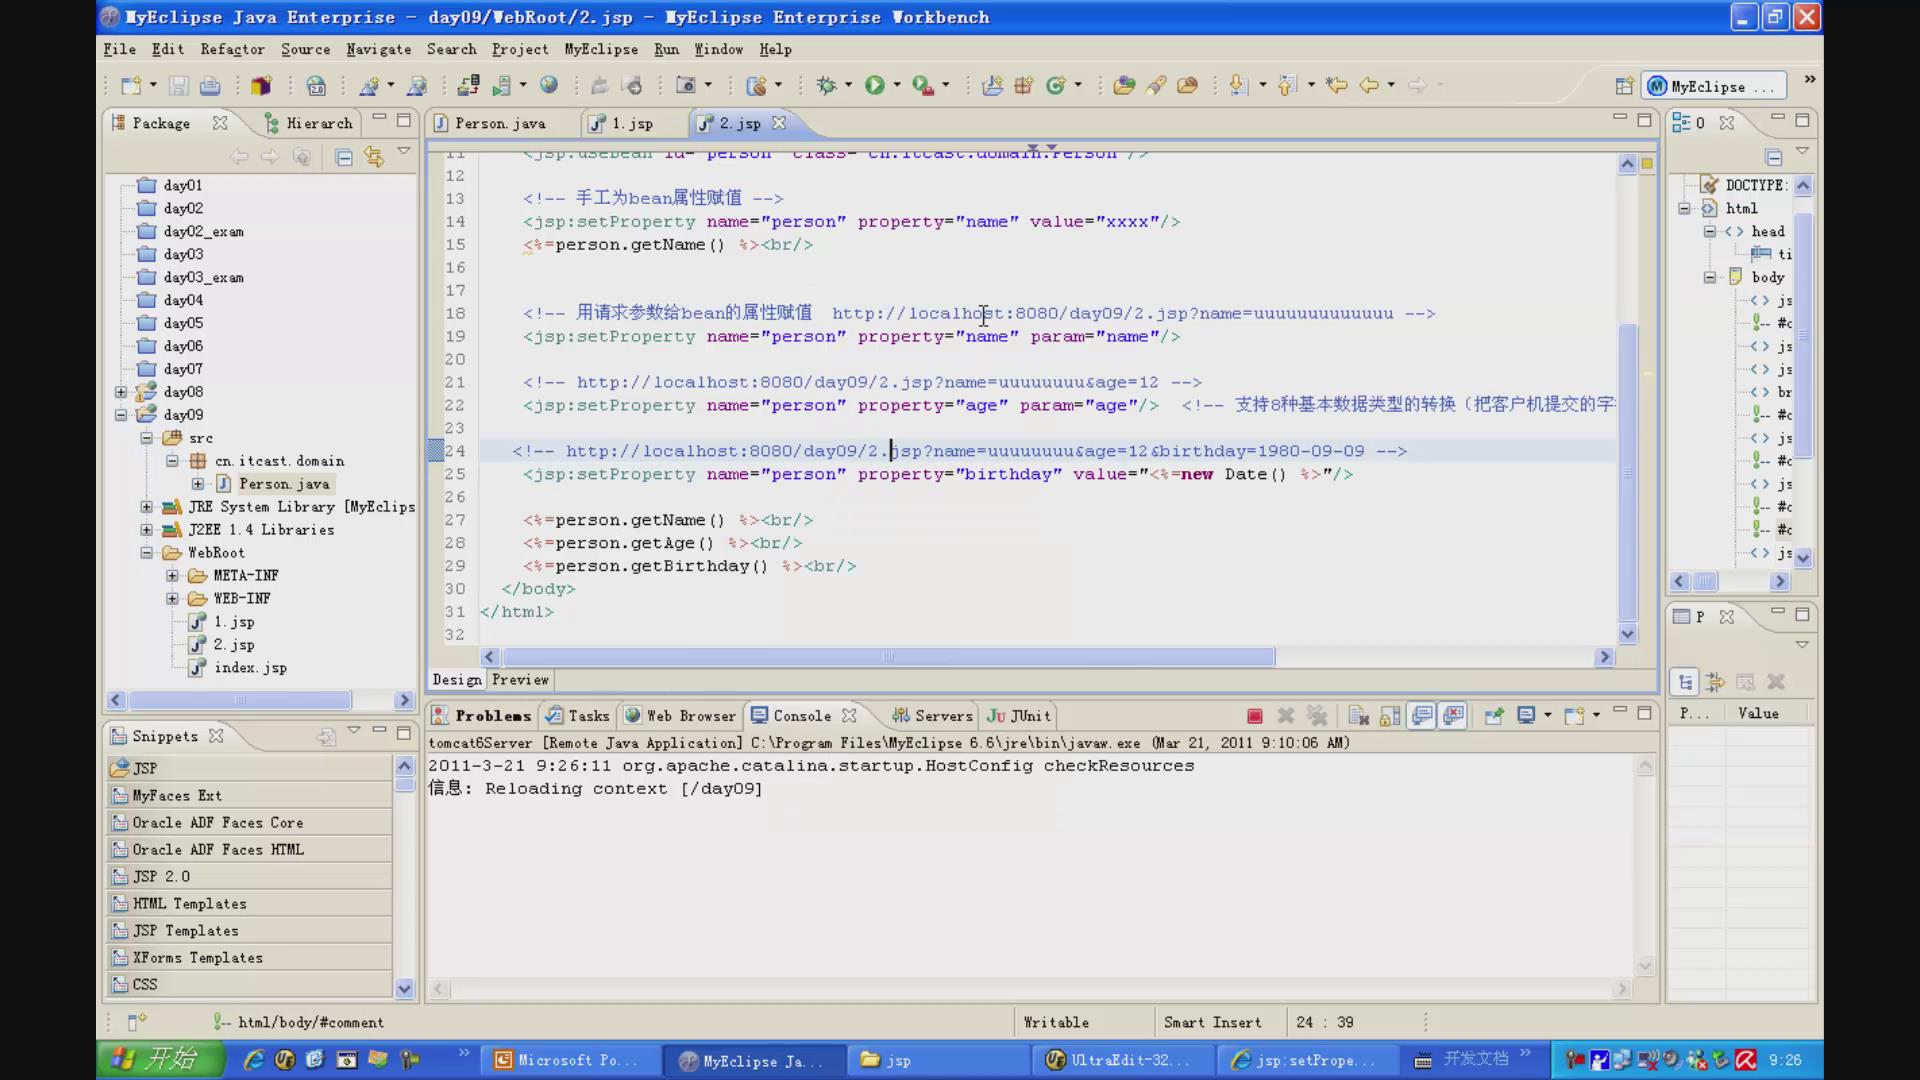 MyEclipse Java Enterprise - day09/WebRoot/2.jsp - MyEclipse Enterprise Workbench
File Edit Refactor Source Navigate Search Project MyEclipse Run Window Help
MyEclipse ...
Package
Hierarch
Person.java
1.jsp
2.jsp
O
day01
day02
day02_exam
day03
day03_exam
day04
day05
day06
day07
day08
day09
src
cn.itcast.domain
Person.java
JRE System Library [MyEclips
J2EE 1.4 Libraries
WebRoot
META-INF
WEB-INF
1.jsp
2.jsp
index.jsp
11 <jsp:useBean id="person" class="cn.itcast.domain.Person"/>
12
13 <!-- 手工为bean属性赋值 -->
14 <jsp:setProperty name="person" property="name" value="xxxx"/>
15 <%=person.getName() %><br/>
16
17
18 <!-- 用请求参数给bean的属性赋值 http://localhost:8080/day09/2.jsp?name=uuuuuuuuuuuuu -->
19 <jsp:setProperty name="person" property="name" param="name"/>
20
21 <!-- http://localhost:8080/day09/2.jsp?name=uuuuuuuu&age=12 -->
22 <jsp:setProperty name="person" property="age" param="age"/> <!-- 支持8种基本数据类型的转换（把客户机提交的字
23
24 <!-- http://localhost:8080/day09/2.jsp?name=uuuuuuuu&age=12&birthday=1980-09-09 -->
25 <jsp:setProperty name="person" property="birthday" value="<%=new Date() %>"/>
26
27 <%=person.getName() %><br/>
28 <%=person.getAge() %><br/>
29 <%=person.getBirthday() %><br/>
30 </body>
31 </html>
32
Design Preview
DOCTYPE:
html
head
ti
body
js
#c
js
js
br
#c
js
#c
js
#c
#c
js
P
P... Value
Snippets
JSP
MyFaces Ext
Oracle ADF Faces Core
Oracle ADF Faces HTML
JSP 2.0
HTML Templates
JSP Templates
XForms Templates
CSS
Problems Tasks Web Browser Console Servers JUnit
tomcat6Server [Remote Java Application] C:\Program Files\MyEclipse 6.6\jre\bin\javaw.exe (Mar 21, 2011 9:10:06 AM)
2011-3-21 9:26:11 org.apache.catalina.startup.HostConfig checkResources
信息: Reloading context [/day09]
html/body/#comment
Writable
Smart Insert
24 : 39
开始
Microsoft Po...
MyEclipse Ja...
jsp
UltraEdit-32...
jsp:setPrope...
开发文档
9:26